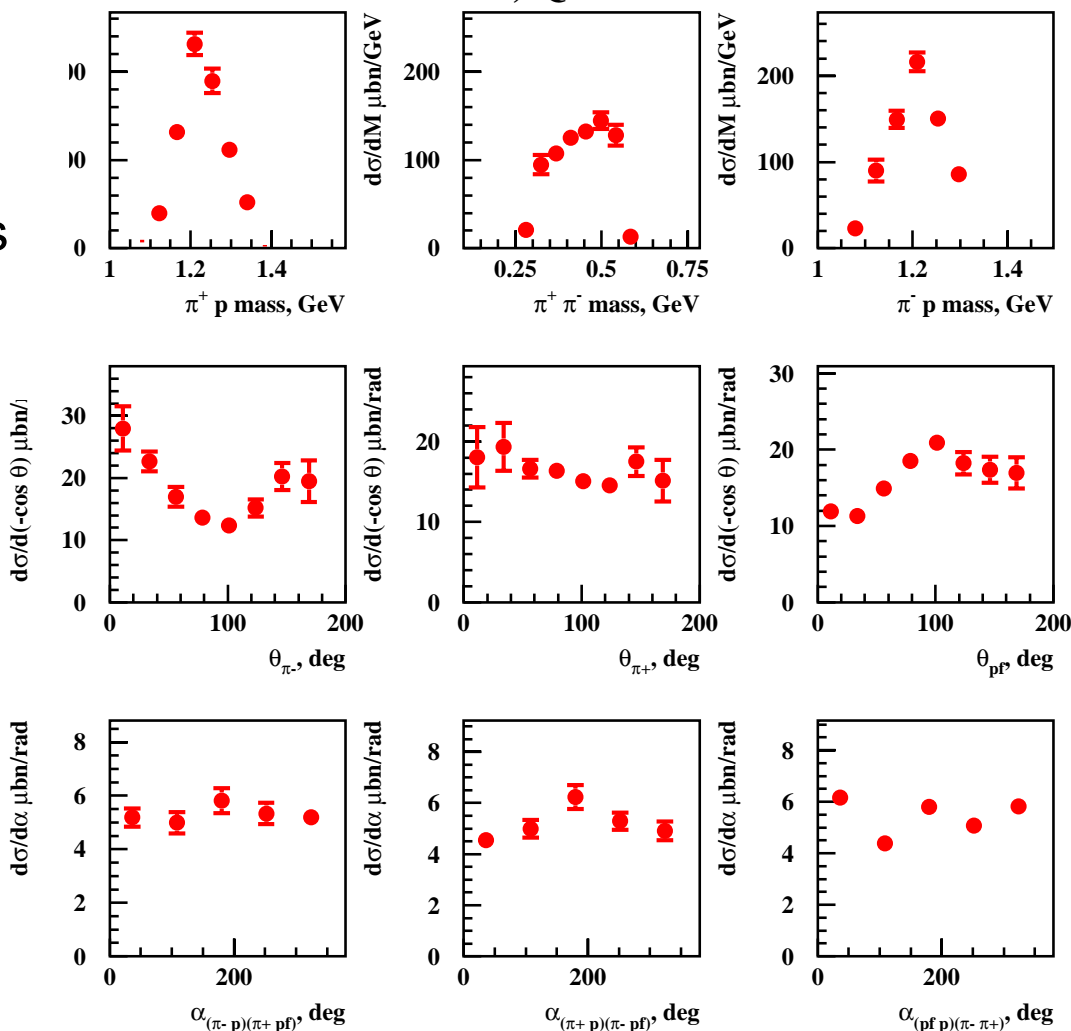 dσ/dM μbn/GeV
dσ/dM μbn/GeV
200
100
0
200
100
0
0
1 1.2 1.4
0.25 0.5 0.75
1 1.2 1.4
π⁺ p mass, GeV
π⁺ π⁻ mass, GeV
π⁻ p mass, GeV
dσ/d(-cos θ) μbn/
dσ/d(-cos θ) μbn/rad
dσ/d(-cos θ) μbn/rad
30
20
10
0
20
10
0
30
20
10
0
0 100 200
0 100 200
0 100 200
θπ-, deg
θπ+, deg
θpf, deg
dσ/dα μbn/rad
dσ/dα μbn/rad
dσ/dα μbn/rad
8
6
4
2
0
8
6
4
2
0
8
6
4
2
0
200
0 200
0 200
α(π- p)(π+ pf), deg
α(π+ p)(π- pf), deg
α(pf p)(π- π+), deg